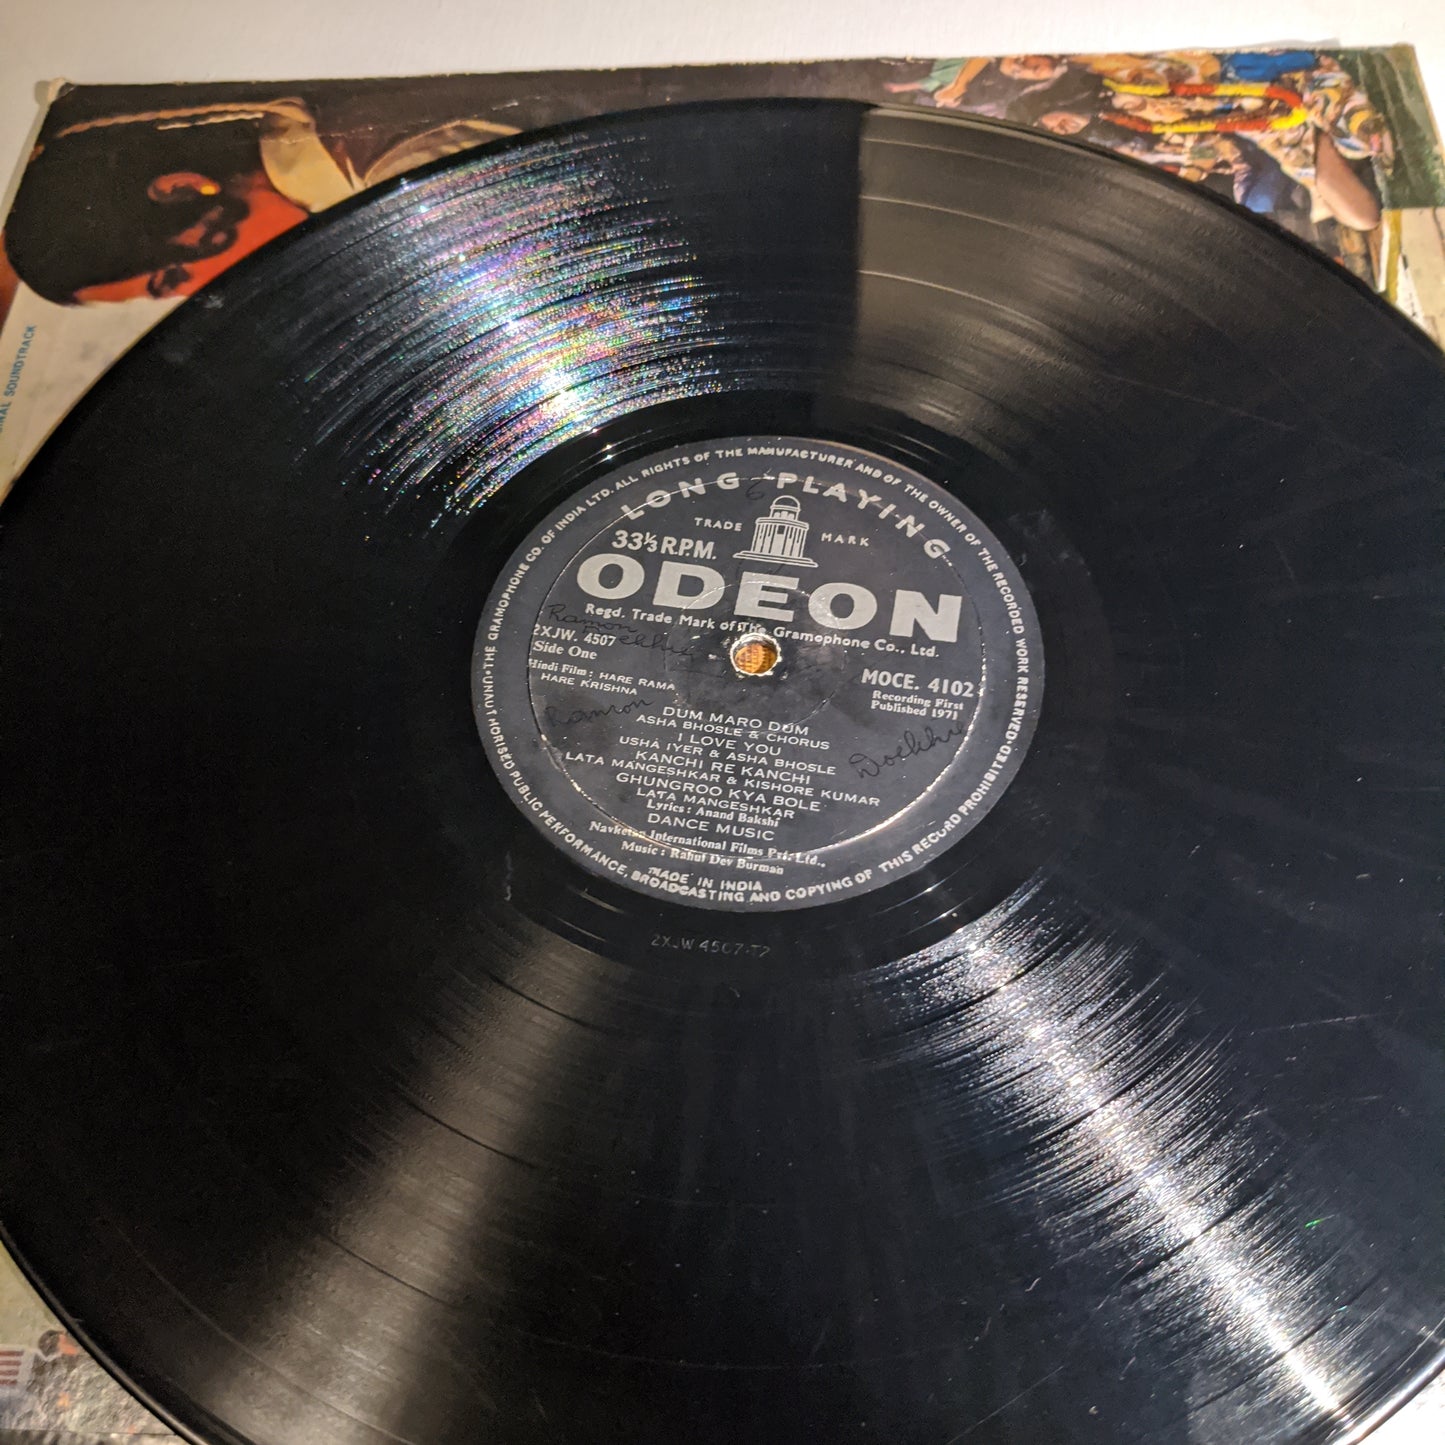 UNAUTHORISED PUBLIC PERFORMANCE, BROADCASTING AND COPYING OF THIS RECORD PROHIBITED•
•THE GRAMOPHONE CO. OF INDIA LTD. ALL RIGHTS OF THE MANUFACTURER AND OF THE OWNER OF THE RECORDED WORK RESERVED•
LONG PLAYING
6
TRADE MARK
33⅓ R.P.M.
ODEON
Regd. Trade Mark of The Gramophone Co., Ltd.
Ramon
2XJW. 4507
Side One
MOCE. 4102
Recording First
Published 1971
Hindi Film: HARE RAMA
HARE KRISHNA
Ramon
DUM MARO DUM
ASHA BHOSLE & CHORUS
I LOVE YOU
USHA IYER & ASHA BHOSLE
KANCHI RE KANCHI
LATA MANGESHKAR & KISHORE KUMAR
GHUNGROO KYA BOLE
LATA MANGESHKAR
Lyrics: Anand Bakshi
DANCE MUSIC
Navketan International Films Pvt. Ltd.,
Music: Rahul Dev Burman
MADE IN INDIA
2XJW 4507-T2
SOUNDTRACK